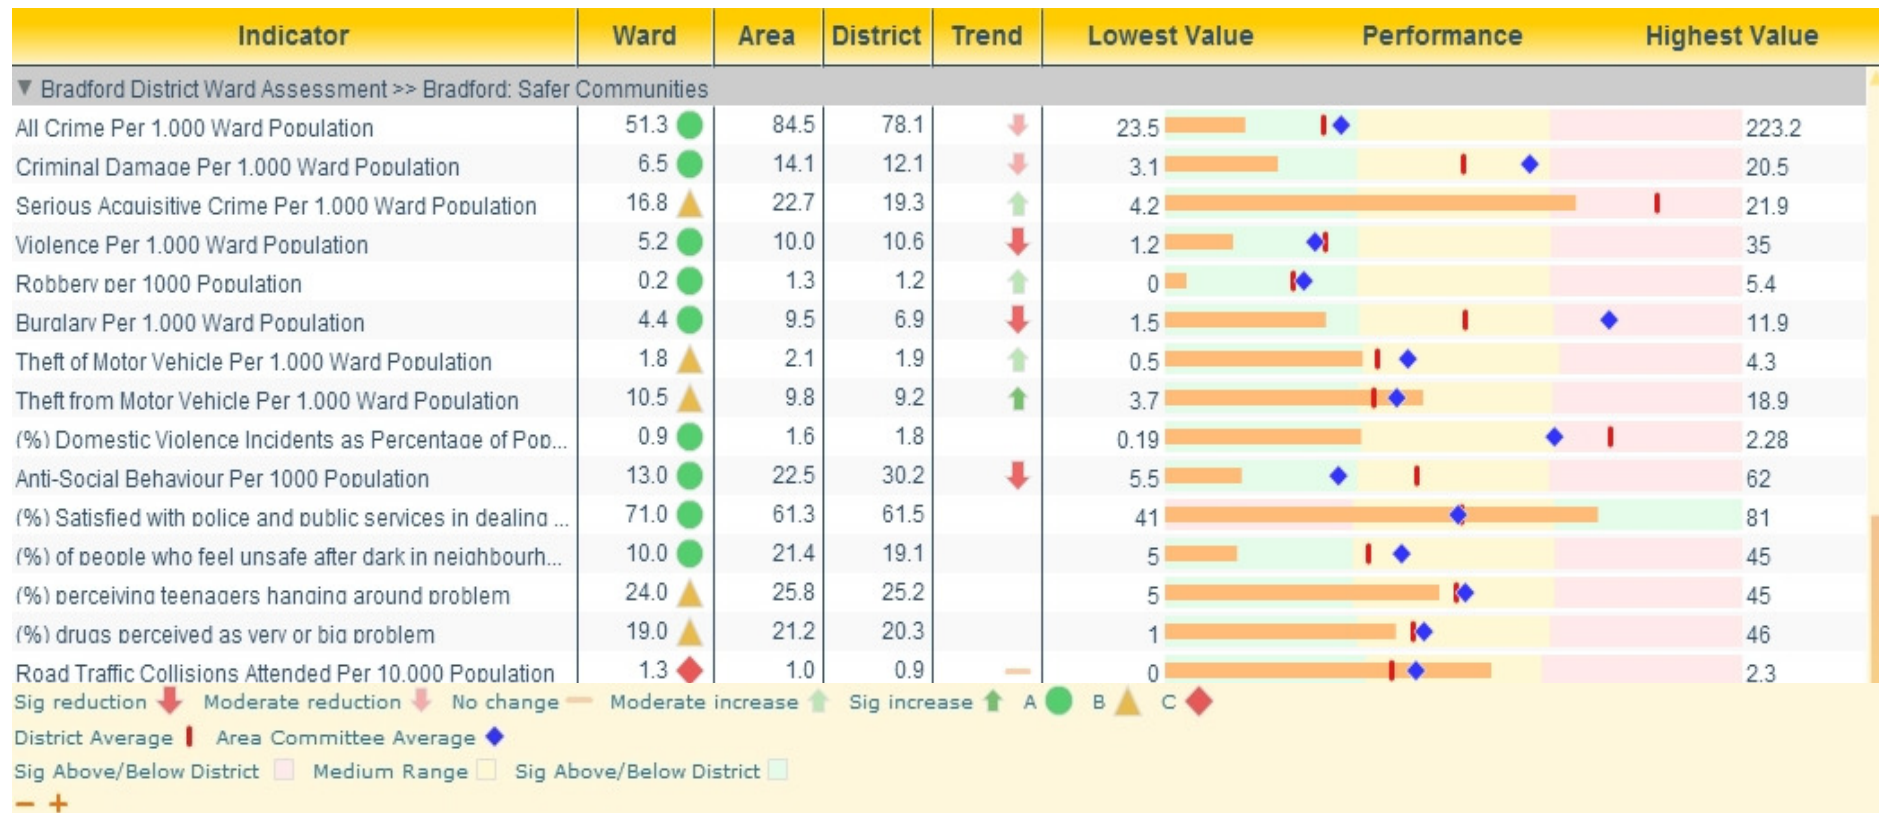 Indicator Ward Area District Trend Lowest Value Performance Highest Value
▼ Bradford District Ward Assessment >> Bradford: Safer Communities
All Crime Per 1.000 Ward Population 51.3 84.5 78.1 23.5 223.2
Criminal Damage Per 1.000 Ward Population 6.5 14.1 12.1 3.1 20.5
Serious Acquisitive Crime Per 1.000 Ward Population 16.8 22.7 19.3 4.2 21.9
Violence Per 1.000 Ward Population 5.2 10.0 10.6 1.2 35
Robbery per 1000 Population 0.2 1.3 1.2 0 5.4
Burglary Per 1.000 Ward Population 4.4 9.5 6.9 1.5 11.9
Theft of Motor Vehicle Per 1.000 Ward Population 1.8 2.1 1.9 0.5 4.3
Theft from Motor Vehicle Per 1.000 Ward Population 10.5 9.8 9.2 3.7 18.9
(%) Domestic Violence Incidents as Percentage of Pop... 0.9 1.6 1.8 0.19 2.28
Anti-Social Behaviour Per 1000 Population 13.0 22.5 30.2 5.5 62
(%) Satisfied with police and public services in dealing ... 71.0 61.3 61.5 41 81
(%) of people who feel unsafe after dark in neighbourh... 10.0 21.4 19.1 5 45
(%) perceiving teenagers hanging around problem 24.0 25.8 25.2 5 45
(%) drugs perceived as very or big problem 19.0 21.2 20.3 1 46
Road Traffic Collisions Attended Per 10.000 Population 1.3 1.0 0.9 0 2.3
Sig reduction Moderate reduction No change Moderate increase Sig increase A B C
District Average Area Committee Average
Sig Above/Below District Medium Range Sig Above/Below District
− +